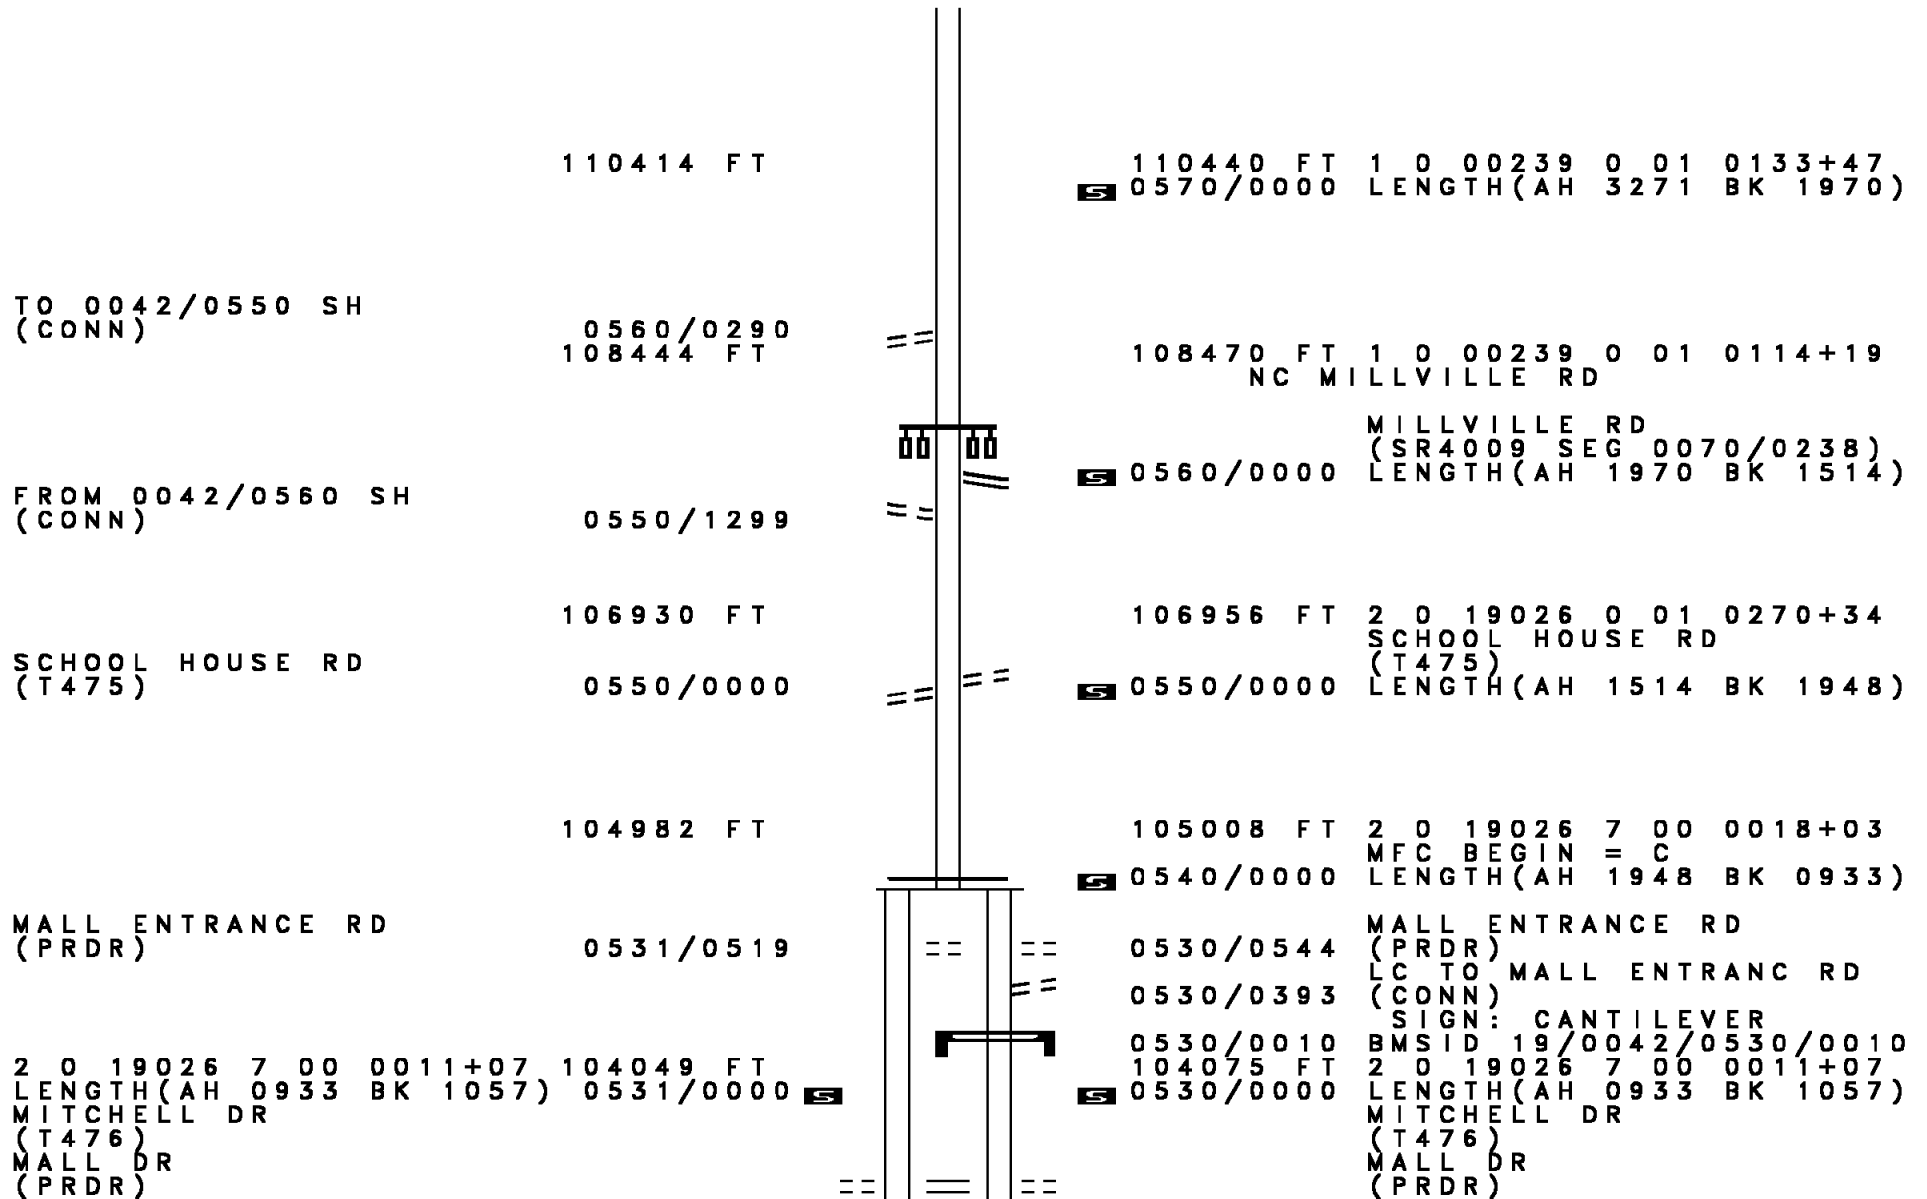 110414 FT 110440 FT 1 0 00239 0 01 0133+47
S 0570/0000 LENGTH(AH 3271 BK 1970)
TO 0042/0550 SH
(CONN) 0560/0290
108444 FT 108470 FT 1 0 00239 0 01 0114+19
NC MILLVILLE RD
MILLVILLE RD
(SR4009 SEG 0070/0238)
S 0560/0000 LENGTH(AH 1970 BK 1514)
FROM 0042/0560 SH
(CONN) 0550/1299
106930 FT 106956 FT 2 0 19026 0 01 0270+34
SCHOOL HOUSE RD
SCHOOL HOUSE RD (T475)
(T475) 0550/0000 S 0550/0000 LENGTH(AH 1514 BK 1948)
104982 FT 105008 FT 2 0 19026 7 00 0018+03
MFC BEGIN = C
S 0540/0000 LENGTH(AH 1948 BK 0933)
MALL ENTRANCE RD MALL ENTRANCE RD
(PRDR) 0531/0519 0530/0544 (PRDR)
LC TO MALL ENTRANC RD
0530/0393 (CONN)
SIGN: CANTILEVER
0530/0010 BMSID 19/0042/0530/0010
2 0 19026 7 00 0011+07 104049 FT 104075 FT 2 0 19026 7 00 0011+07
LENGTH(AH 0933 BK 1057) 0531/0000 S S 0530/0000 LENGTH(AH 0933 BK 1057)
MITCHELL DR MITCHELL DR
(T476) (T476)
MALL DR MALL DR
(PRDR) (PRDR)